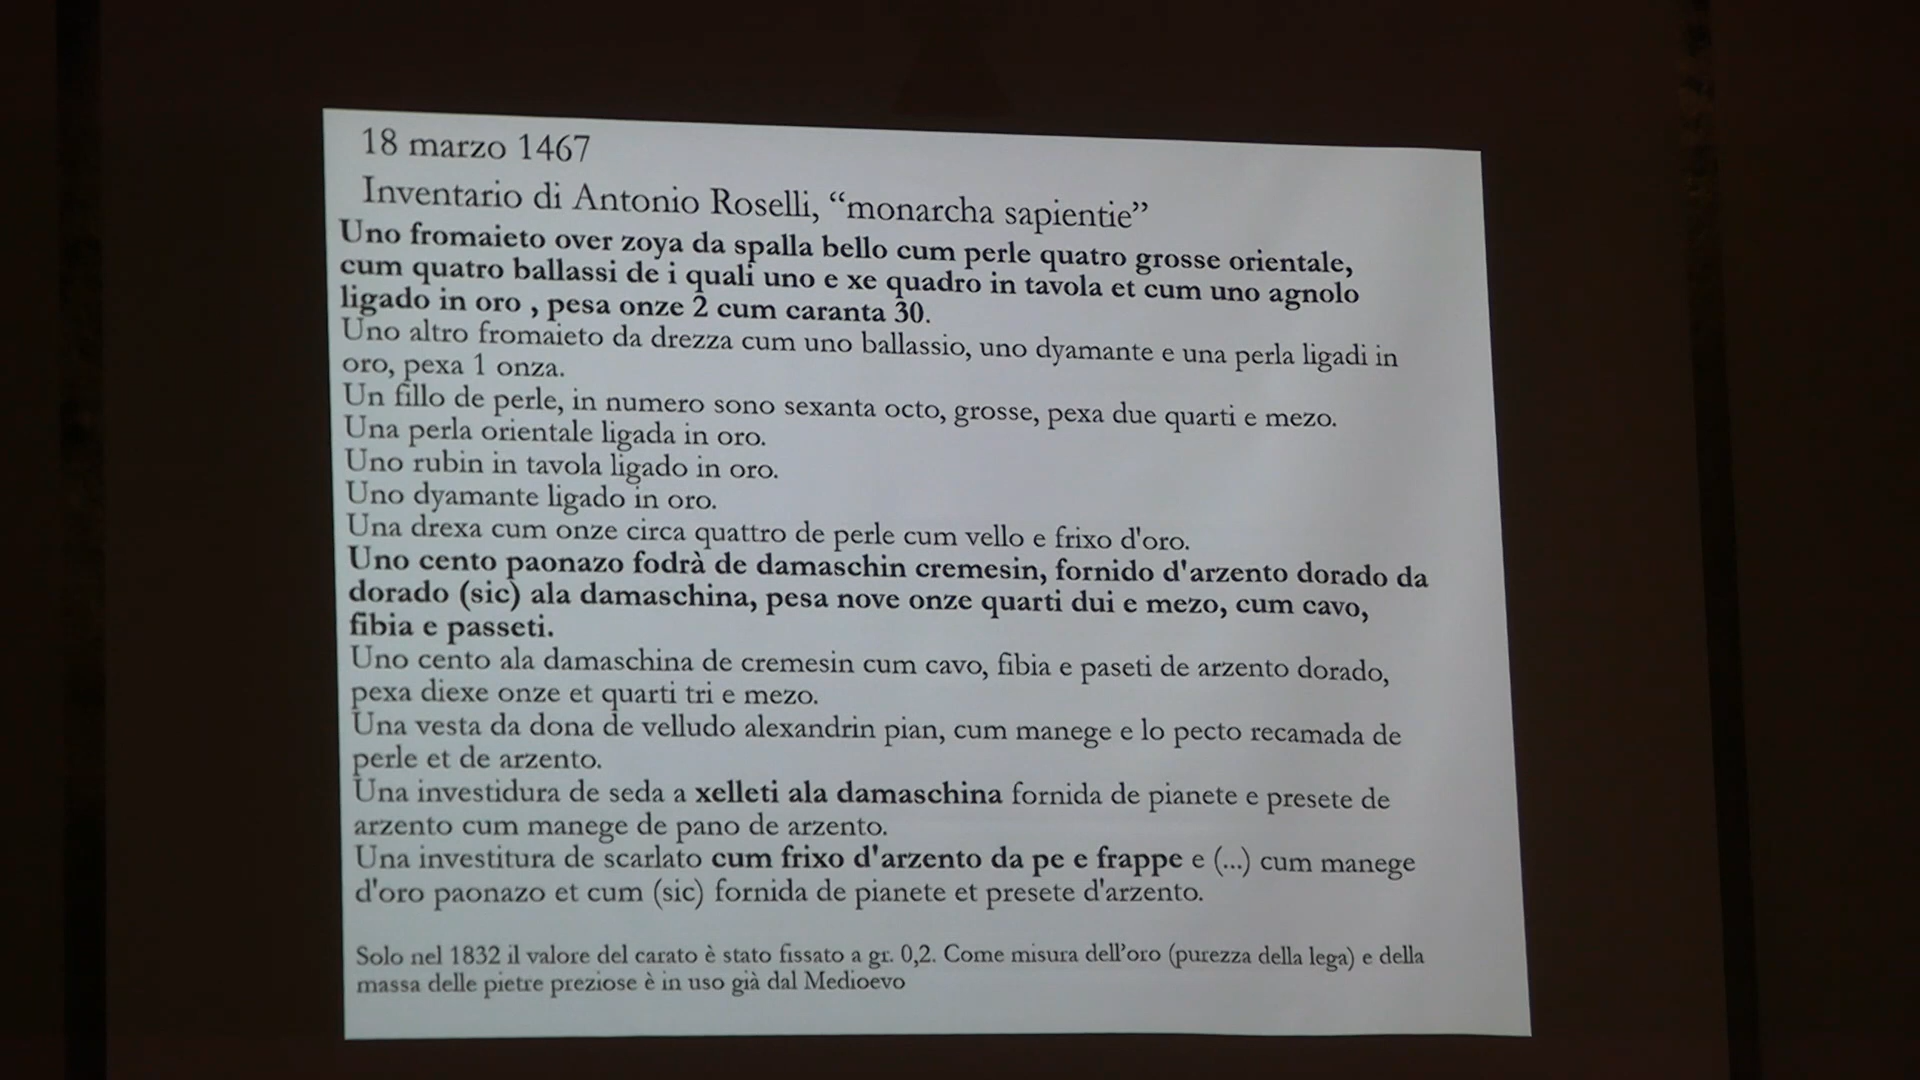 18 marzo 1467
Inventario di Antonio Roselli, “monarcha sapientie”
Uno fromaieto over zoya da spalla bello cum perle quatro grosse orientale,
cum quatro ballassi de i quali uno e xe quadro in tavola et cum uno agnolo
ligado in oro , pesa onze 2 cum caranta 30.
Uno altro fromaieto da drezza cum uno ballassio, uno dyamante e una perla ligadi in
oro, pexa 1 onza.
Un fillo de perle, in numero sono sexanta octo, grosse, pexa due quarti e mezo.
Una perla orientale ligada in oro.
Uno rubin in tavola ligado in oro.
Uno dyamante ligado in oro.
Una drexa cum onze circa quattro de perle cum vello e frixo d'oro.
Uno cento paonazo fodrà de damaschin cremesin, fornido d'arzento dorado da
dorado (sic) ala damaschina, pesa nove onze quarti dui e mezo, cum cavo,
fibia e passeti.
Uno cento ala damaschina de cremesin cum cavo, fibia e paseti de arzento dorado,
pexa diexe onze et quarti tri e mezo.
Una vesta da dona de velludo alexandrin pian, cum manege e lo pecto recamada de
perle et de arzento.
Una investidura de seda a xelleti ala damaschina fornida de pianete e presete de
arzento cum manege de pano de arzento.
Una investitura de scarlato cum frixo d'arzento da pe e frappe e (...) cum manege
d'oro paonazo et cum (sic) fornida de pianete et presete d'arzento.
Solo nel 1832 il valore del carato è stato fissato a gr. 0,2. Come misura dell’oro (purezza della lega) e della
massa delle pietre preziose è in uso già dal Medioevo